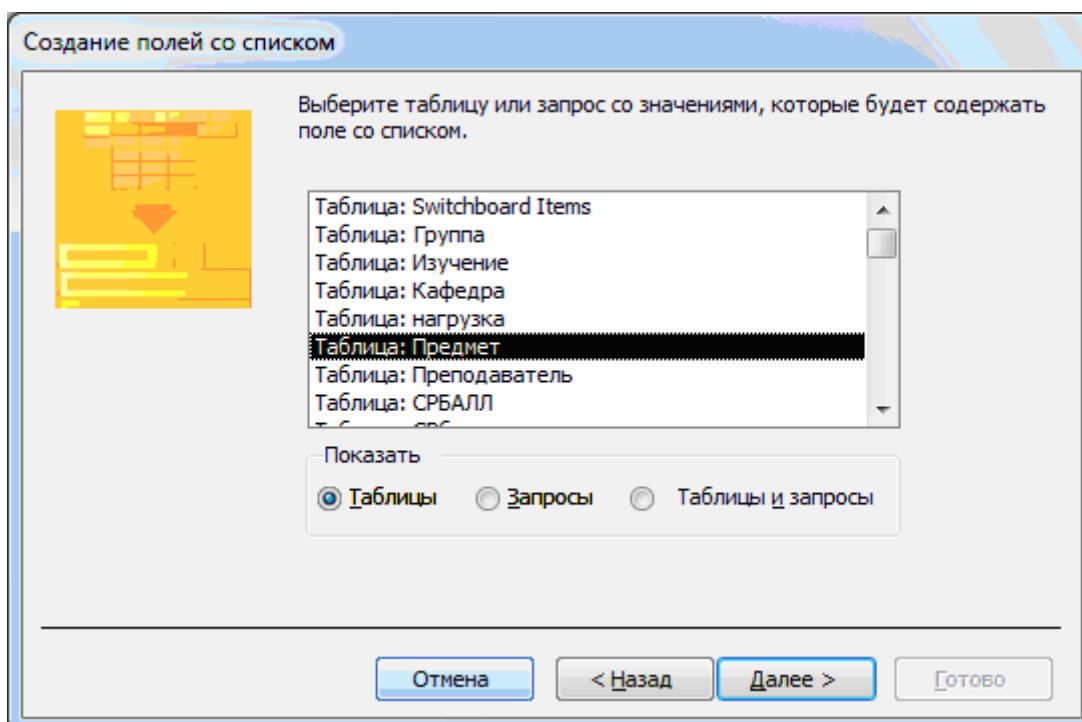 Создание полей со списком
Выберите таблицу или запрос со значениями, которые будет содержать
поле со списком.
Таблица: Switchboard Items
Таблица: Группа
Таблица: Изучение
Таблица: Кафедра
Таблица: нагрузка
Таблица: Предмет
Таблица: Преподаватель
Таблица: СРБАЛЛ
Показать
Таблицы Запросы Таблицы и запросы
Отмена < Назад Далее > Готово